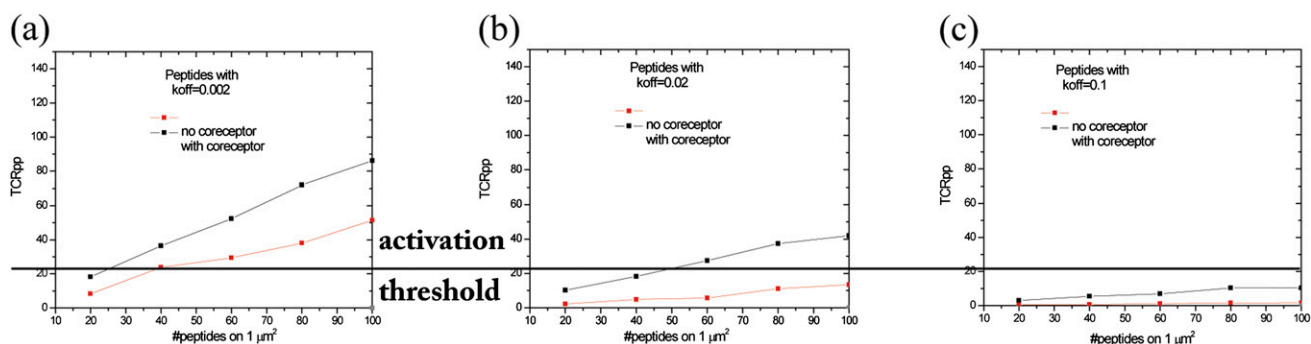 (a)
140
120
100
80
60
40
20
0
TCRpp
Peptides with
koff=0.002
no coreceptor
with coreceptor
10 20 30 40 50 60 70 80 90 100
#peptides on 1 μm²
activation
threshold
(b)
140
120
100
80
60
40
20
0
TCRpp
Peptides with
koff=0.02
no coreceptor
with coreceptor
10 20 30 40 50 60 70 80 90 100
#peptides on 1 μm²
(c)
140
120
100
80
60
40
20
0
TCRpp
Peptides with
koff=0.1
no coreceptor
with coreceptor
10 20 30 40 50 60 70 80 90 100
#peptides on 1 μm²